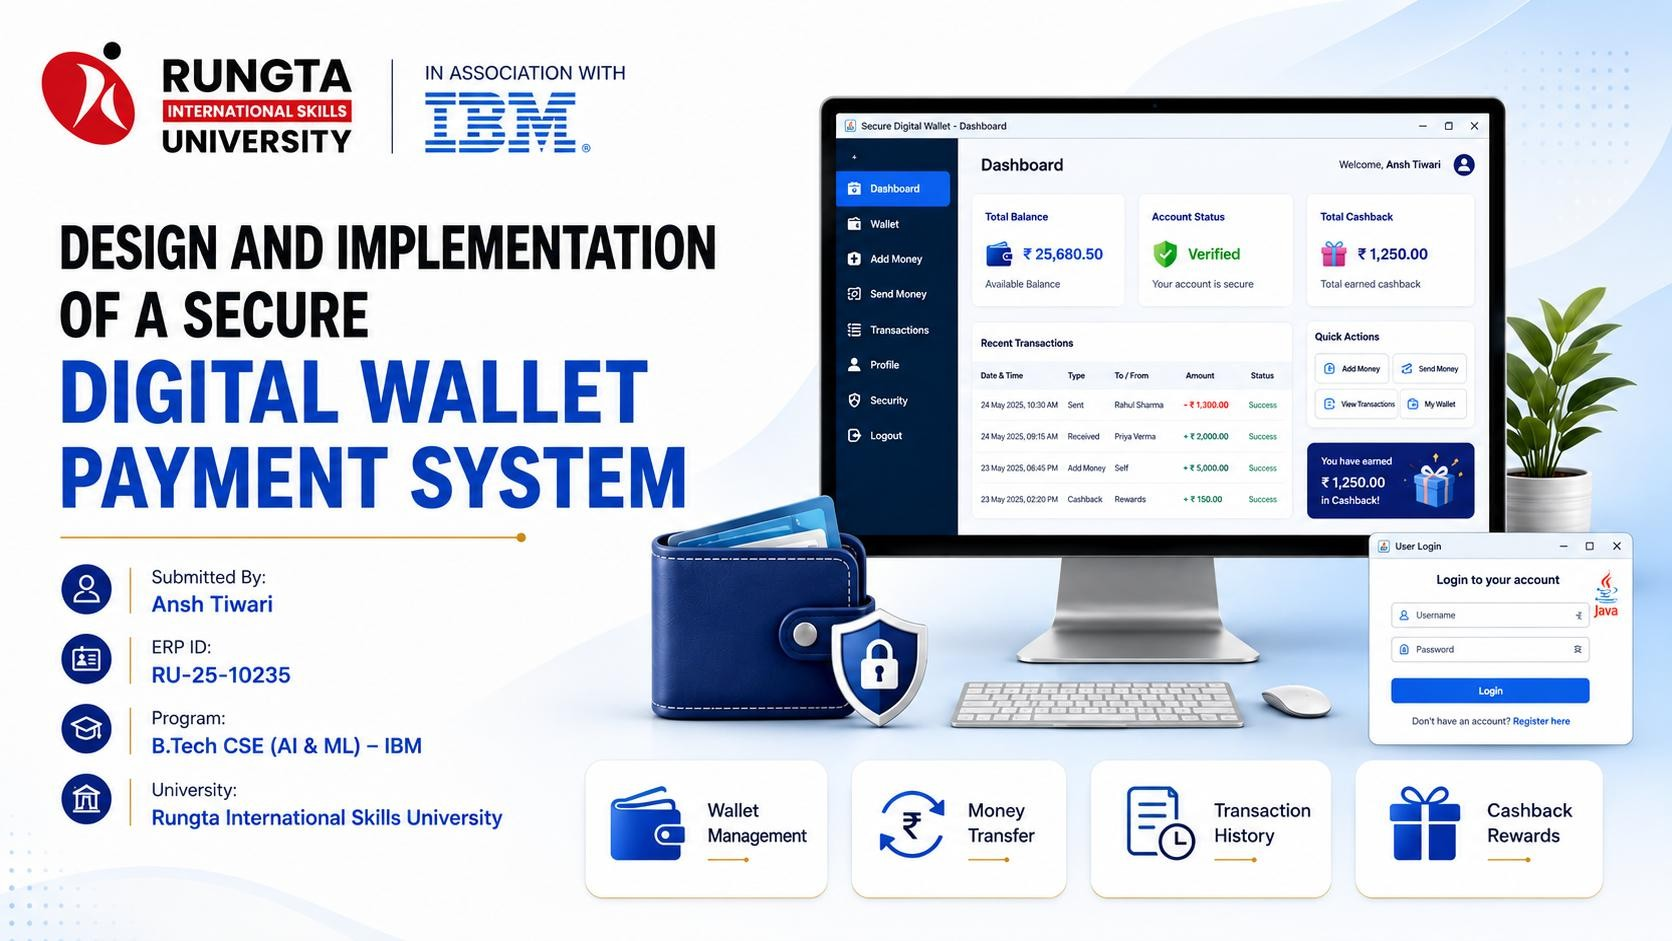 RUNGTA
INTERNATIONAL SKILLS
UNIVERSITY
IN ASSOCIATION WITH
IBM®
DESIGN AND IMPLEMENTATION
OF A SECURE
DIGITAL WALLET
PAYMENT SYSTEM
Submitted By:
Ansh Tiwari
ERP ID:
RU-25-10235
Program:
B.Tech CSE (AI & ML) – IBM
University:
Rungta International Skills University
Secure Digital Wallet - Dashboard
Dashboard
Wallet
Add Money
Send Money
Transactions
Profile
Security
Logout
Dashboard
Welcome, Ansh Tiwari
Total Balance
₹ 25,680.50
Available Balance
Account Status
Verified
Your account is secure
Total Cashback
₹ 1,250.00
Total earned cashback
Recent Transactions
Date & Time Type To / From Amount Status
24 May 2025, 10:30 AM Sent Rahul Sharma - ₹ 1,300.00 Success
24 May 2025, 09:15 AM Received Priya Verma + ₹ 2,000.00 Success
23 May 2025, 06:45 PM Add Money Self + ₹ 5,000.00 Success
23 May 2025, 02:20 PM Cashback Rewards + ₹ 150.00 Success
Quick Actions
Add Money Send Money
View Transactions My Wallet
You have earned
₹ 1,250.00
in Cashback!
User Login
Login to your account
Java
Username
Password
Login
Don't have an account? Register here
Wallet
Management
₹
Money
Transfer
Transaction
History
Cashback
Rewards